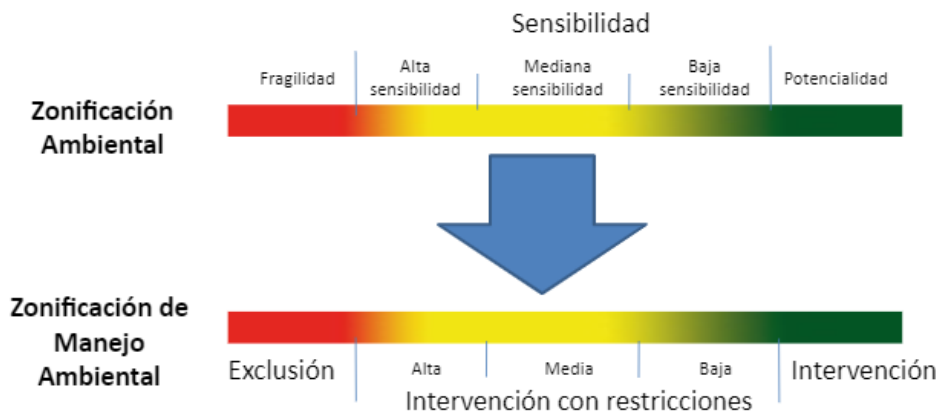 Sensibilidad
Fragilidad
Alta
sensibilidad
Mediana
sensibilidad
Baja
sensibilidad
Potencialidad
Zonificación
Ambiental
Zonificación de
Manejo
Ambiental
Exclusión
Alta
Media
Baja
Intervención
Intervención con restricciones